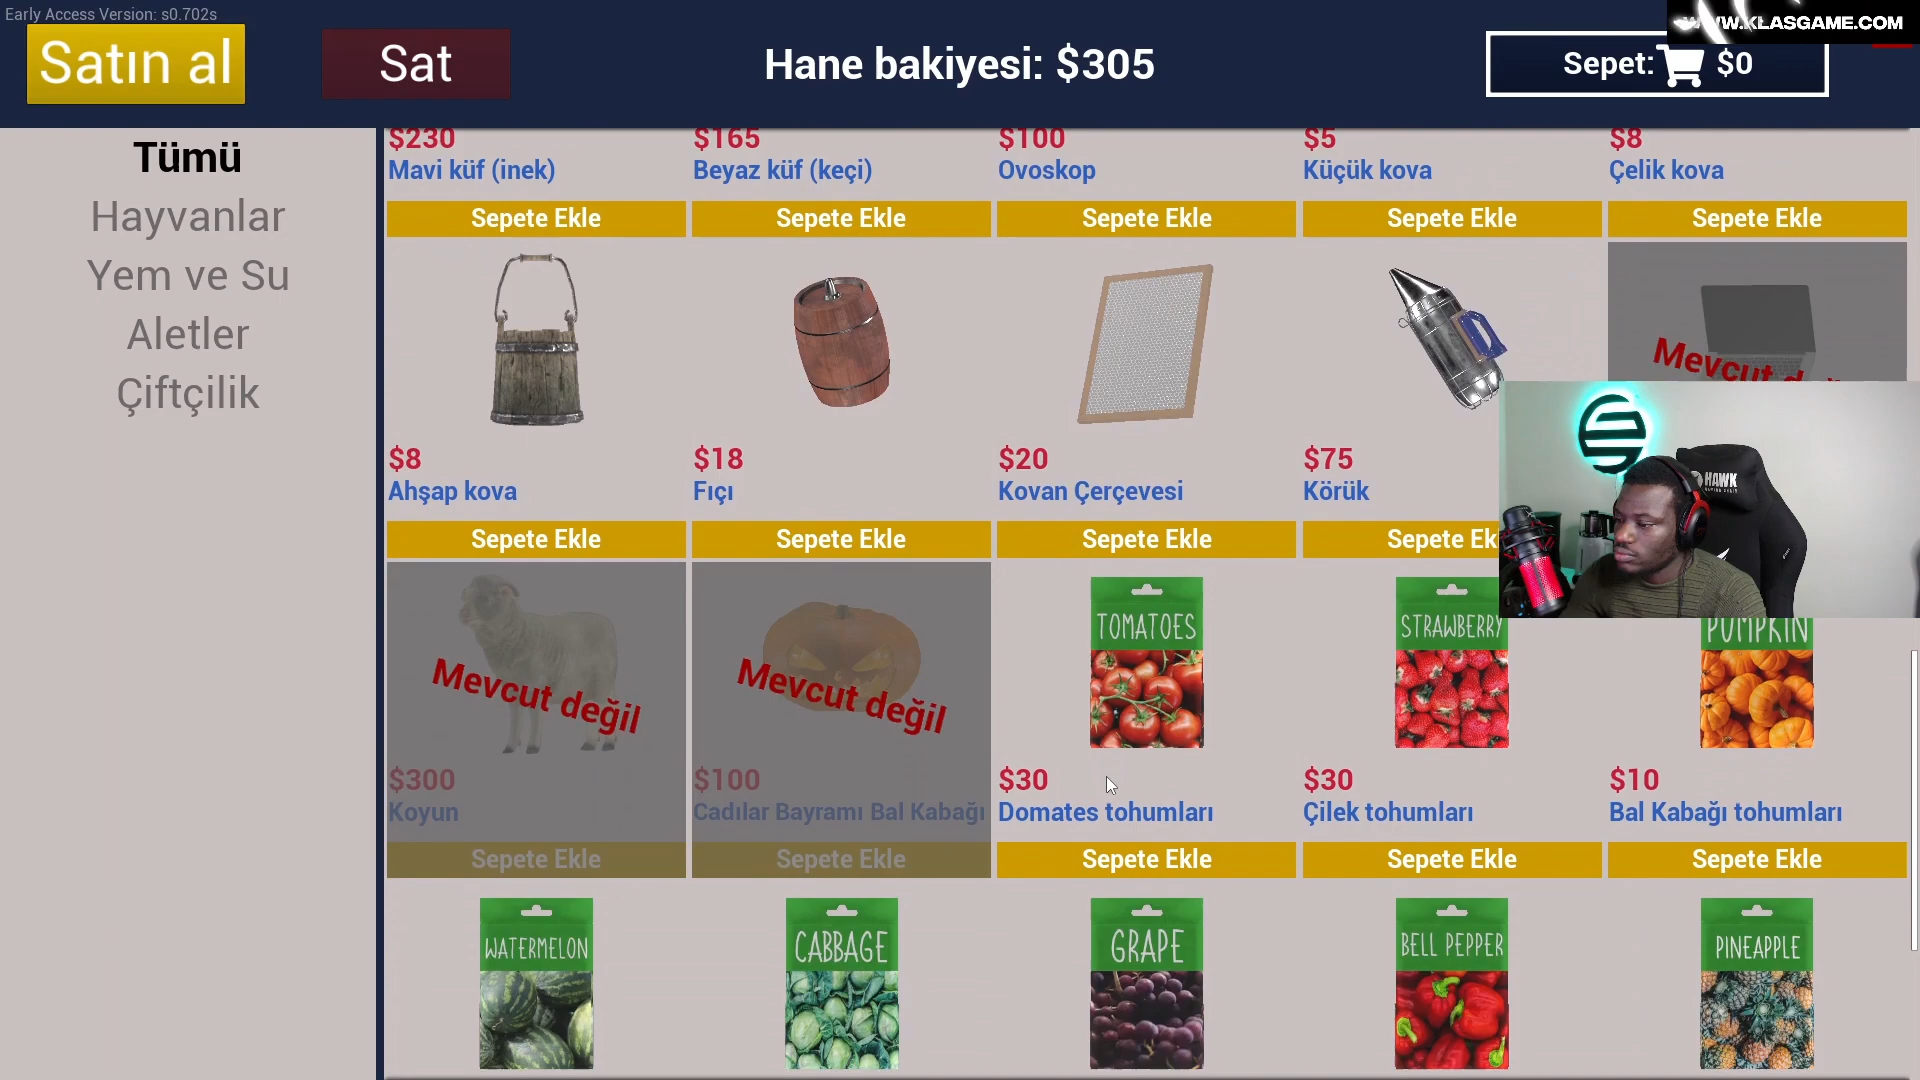 Early Access Version: s0.702s
WWW.KLASGAME.COM
Satın al
Sat
Hane bakiyesi: $305
Sepet: $0
Tümü
Hayvanlar
Yem ve Su
Aletler
Çiftçilik
$230
$165
$100
$5
$8
Mavi küf (inek)
Beyaz küf (keçi)
Ovoskop
Küçük kova
Çelik kova
Sepete Ekle
Sepete Ekle
Sepete Ekle
Sepete Ekle
Sepete Ekle
Mevcut
$8
$18
$20
$75
Ahşap kova
Fıçı
Kovan Çerçevesi
Körük
HAWK
Sepete Ekle
Sepete Ekle
Sepete Ekle
Sepete Ek
TOMATOES
STRAWBERRY
PUMPKIN
Mevcut değil
Mevcut değil
$300
$100
$30
$30
$10
Koyun
Cadılar Bayramı Bal Kabağı
Domates tohumları
Çilek tohumları
Bal Kabağı tohumları
Sepete Ekle
Sepete Ekle
Sepete Ekle
Sepete Ekle
Sepete Ekle
WATERMELON
CABBAGE
GRAPE
BELL PEPPER
PINEAPPLE